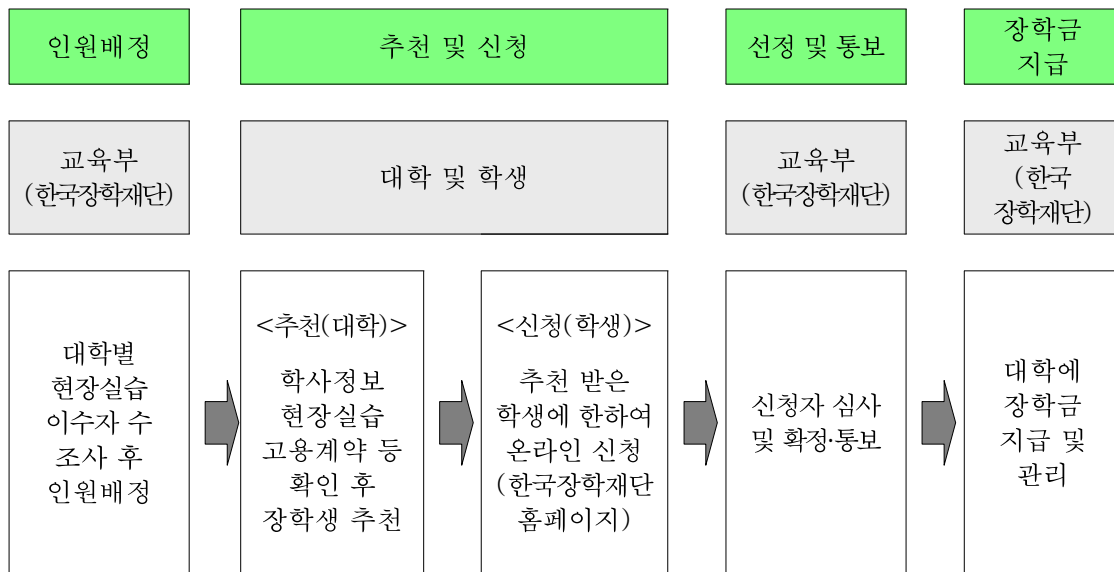 인원배정
추천 및 신청
선정 및 통보
장학금
지급
교육부
(한국장학재단)
대학 및 학생
교육부
(한국장학재단)
교육부
(한국
장학재단)
대학별
현장실습
이수자 수
조사 후
인원배정
<추천(대학)>
학사정보
현장실습
고용계약 등
확인 후
장학생 추천
<신청(학생)>
추천 받은
학생에 한하여
온라인 신청
(한국장학재단
홈페이지)
신청자 심사
및 확정·통보
대학에
장학금
지급 및
관리